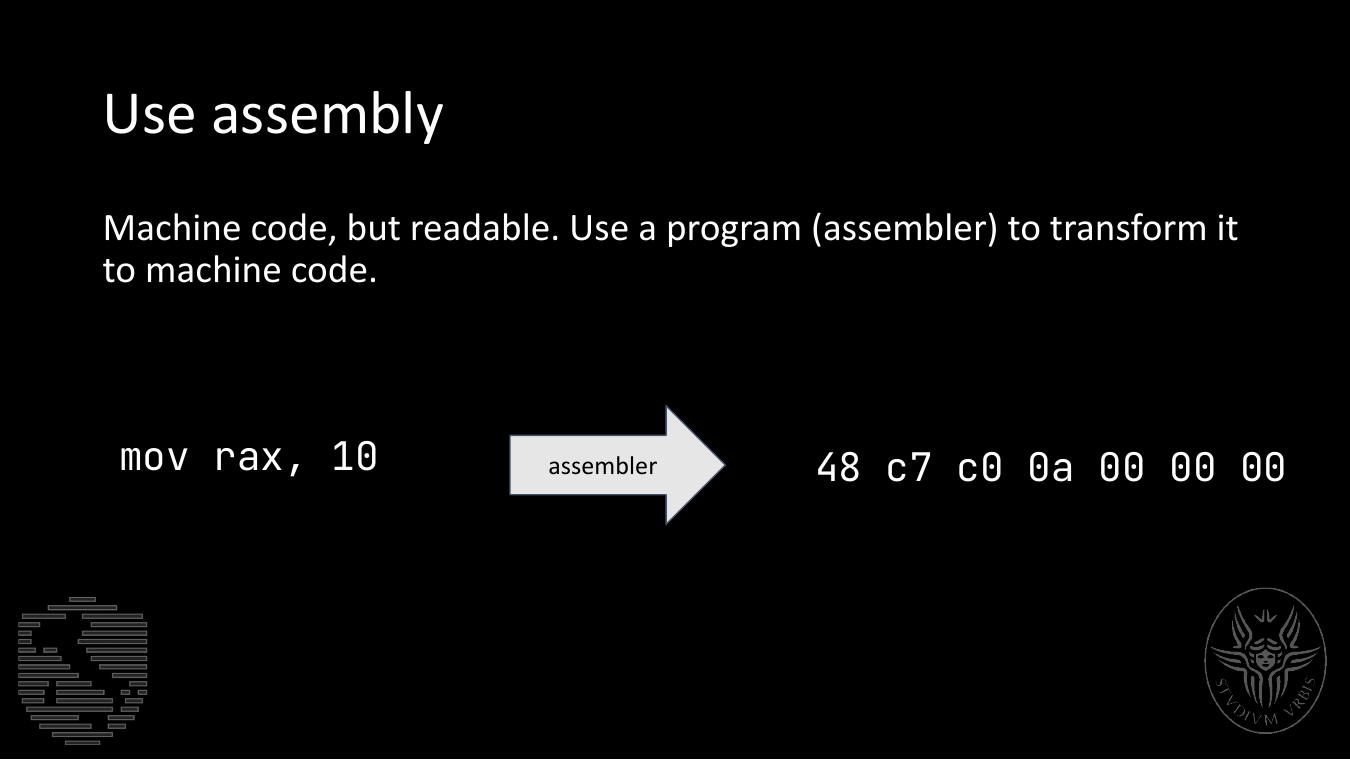 Use assembly
Machine code, but readable. Use a program (assembler) to transform it
to machine code.
mov rax, 10
assembler
48 c7 c0 0a 00 00 00
STVDIVM VRBIS